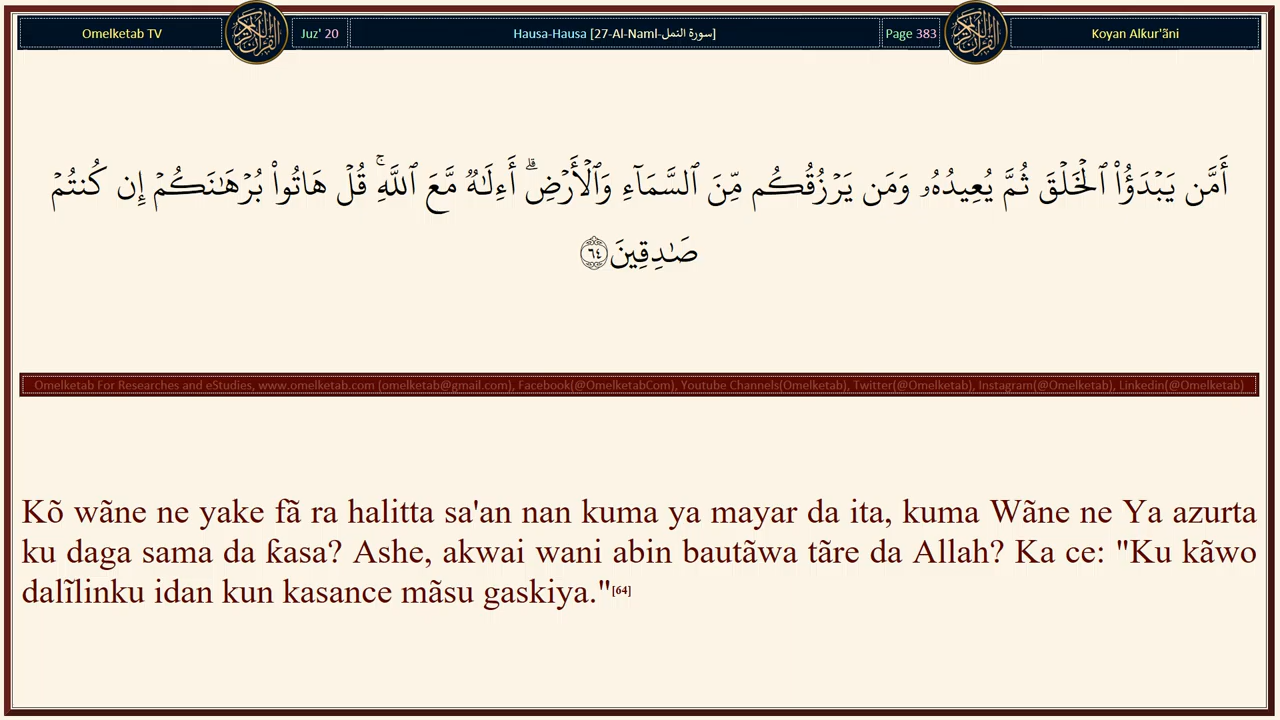 Omelketab TV
Juz' 20
Hausa-Hausa [27-Al-Naml-سورة النمل]
Page 383
Koyan Alƙur'ãni
أَمَّن يَبۡدَؤُاْ ٱلۡخَلۡقَ ثُمَّ يُعِيدُهُۥ وَمَن يَرۡزُقُكُم مِّنَ ٱلسَّمَآءِ وَٱلۡأَرۡضِۗ أَءِلَٰهٞ مَّعَ ٱللَّهِۚ قُلۡ هَاتُواْ بُرۡهَٰنَكُمۡ إِن كُنتُمۡ
صَٰدِقِينَ ٦٤
Omelketab For Researches and eStudies, www.omelketab.com (omelketab@gmail.com), Facebook(@OmelketabCom), Youtube Channels(Omelketab), Twitter(@Omelketab), Instagram(@Omelketab), Linkedin(@Omelketab)
Kõ wãne ne yake fã ra halitta sa'an nan kuma ya mayar da ita, kuma Wãne ne Ya azurta
ku daga sama da ƙasa? Ashe, akwai wani abin bautãwa tãre da Allah? Ka ce: "Ku kãwo
dalĩlinku idan kun kasance mãsu gaskiya."[64]